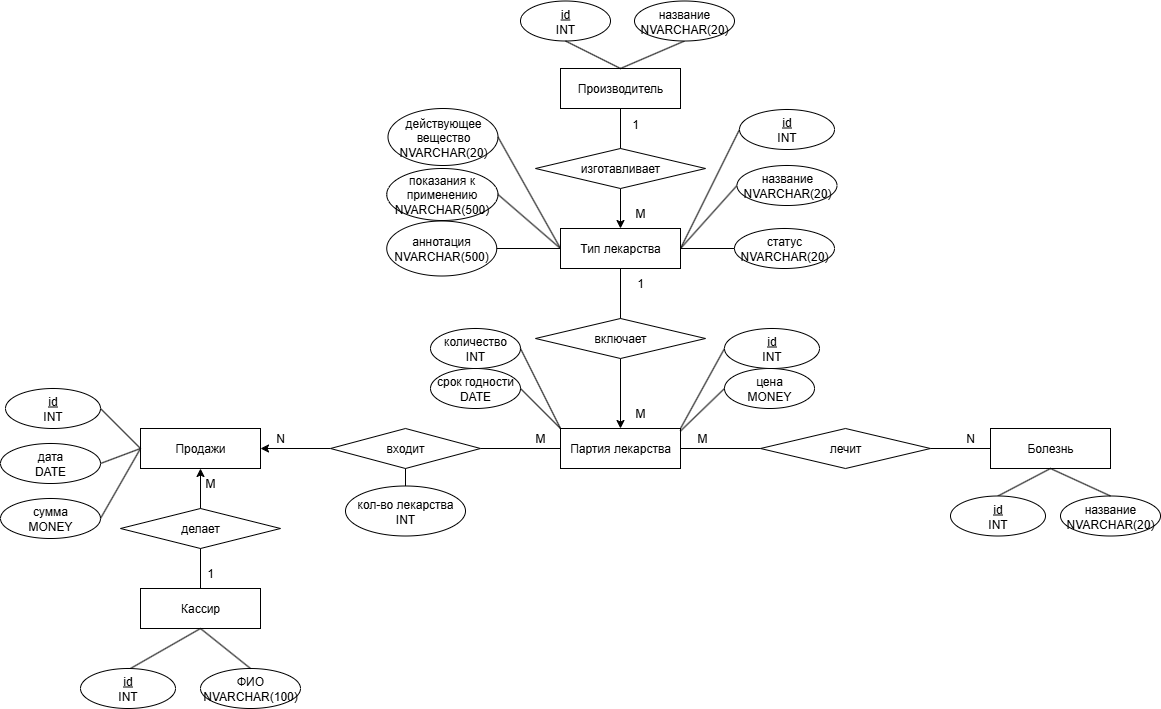 id
INT
название
NVARCHAR(20)
Производитель
1
изготавливает
M
действующее
вещество
NVARCHAR(20)
показания к
применению
NVARCHAR(500)
аннотация
NVARCHAR(500)
Тип лекарства
id
INT
название
NVARCHAR(20)
статус
NVARCHAR(20)
1
включает
M
количество
INT
срок годности
DATE
id
INT
цена
MONEY
id
INT
дата
DATE
сумма
MONEY
Продажи
N
входит
M
кол-во лекарства
INT
Партия лекарства
M
лечит
N
Болезнь
id
INT
название
NVARCHAR(20)
M
делает
1
Кассир
id
INT
ФИО
NVARCHAR(100)